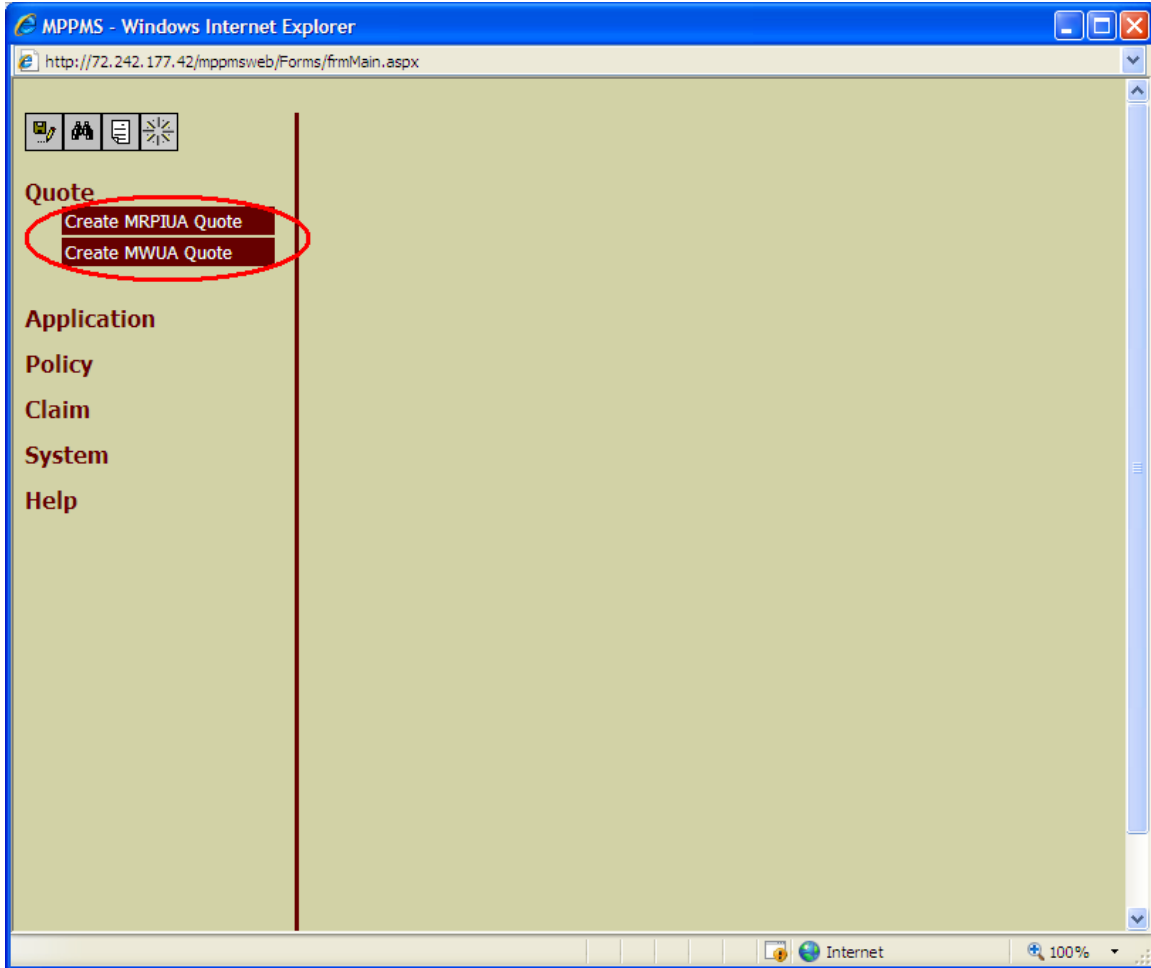 MPPMS - Windows Internet Explorer
http://72.242.177.42/mppmsweb/Forms/frmMain.aspx
Quote
Create MRPIUA Quote
Create MWUA Quote
Application
Policy
Claim
System
Help
Internet 100%